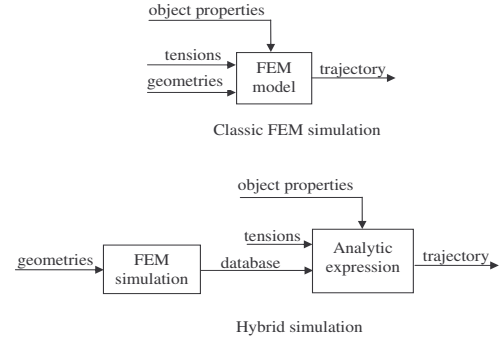 object properties
tensions
geometries
FEM
model
trajectory
Classic FEM simulation
object properties
tensions
geometries
FEM
simulation
database
Analytic
expression
trajectory
Hybrid simulation